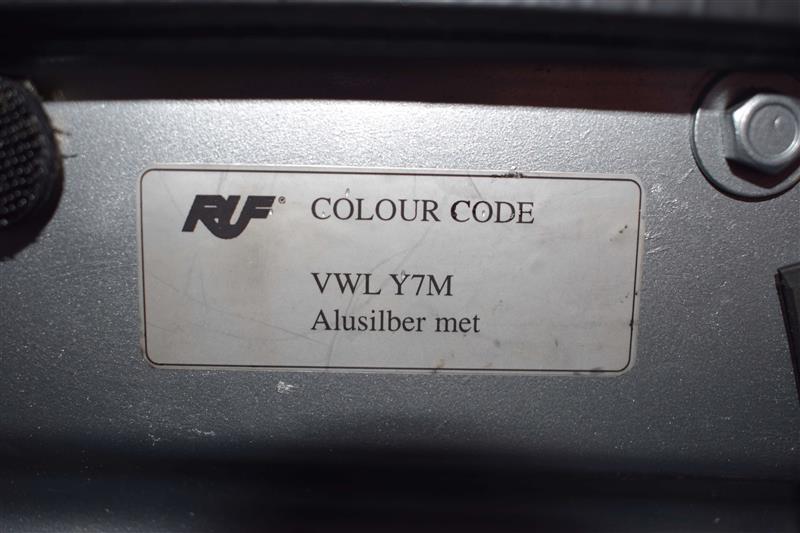 RUF® COLOUR CODE
VWL Y7M
Alusilber met